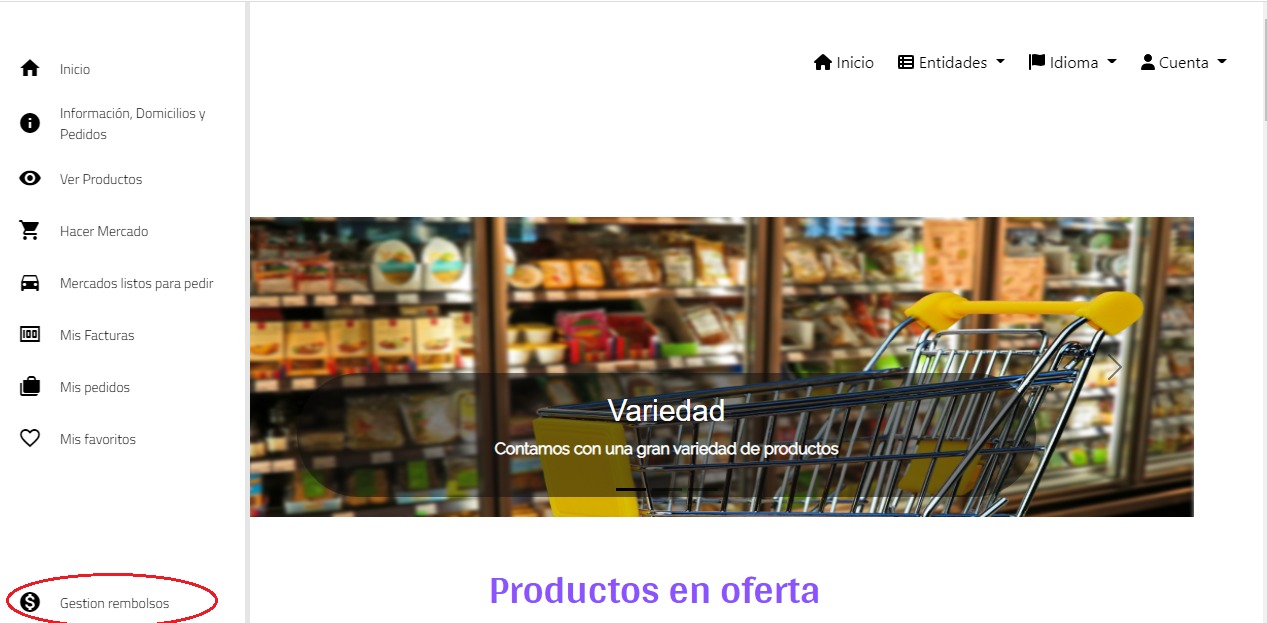 Inicio
Información, Domicilios y
Pedidos
Ver Productos
Hacer Mercado
Mercados listos para pedir
Mis Facturas
Mis pedidos
Mis favoritos
Gestion rembolsos
Inicio Entidades Idioma Cuenta
Variedad
Contamos con una gran variedad de productos
Productos en oferta